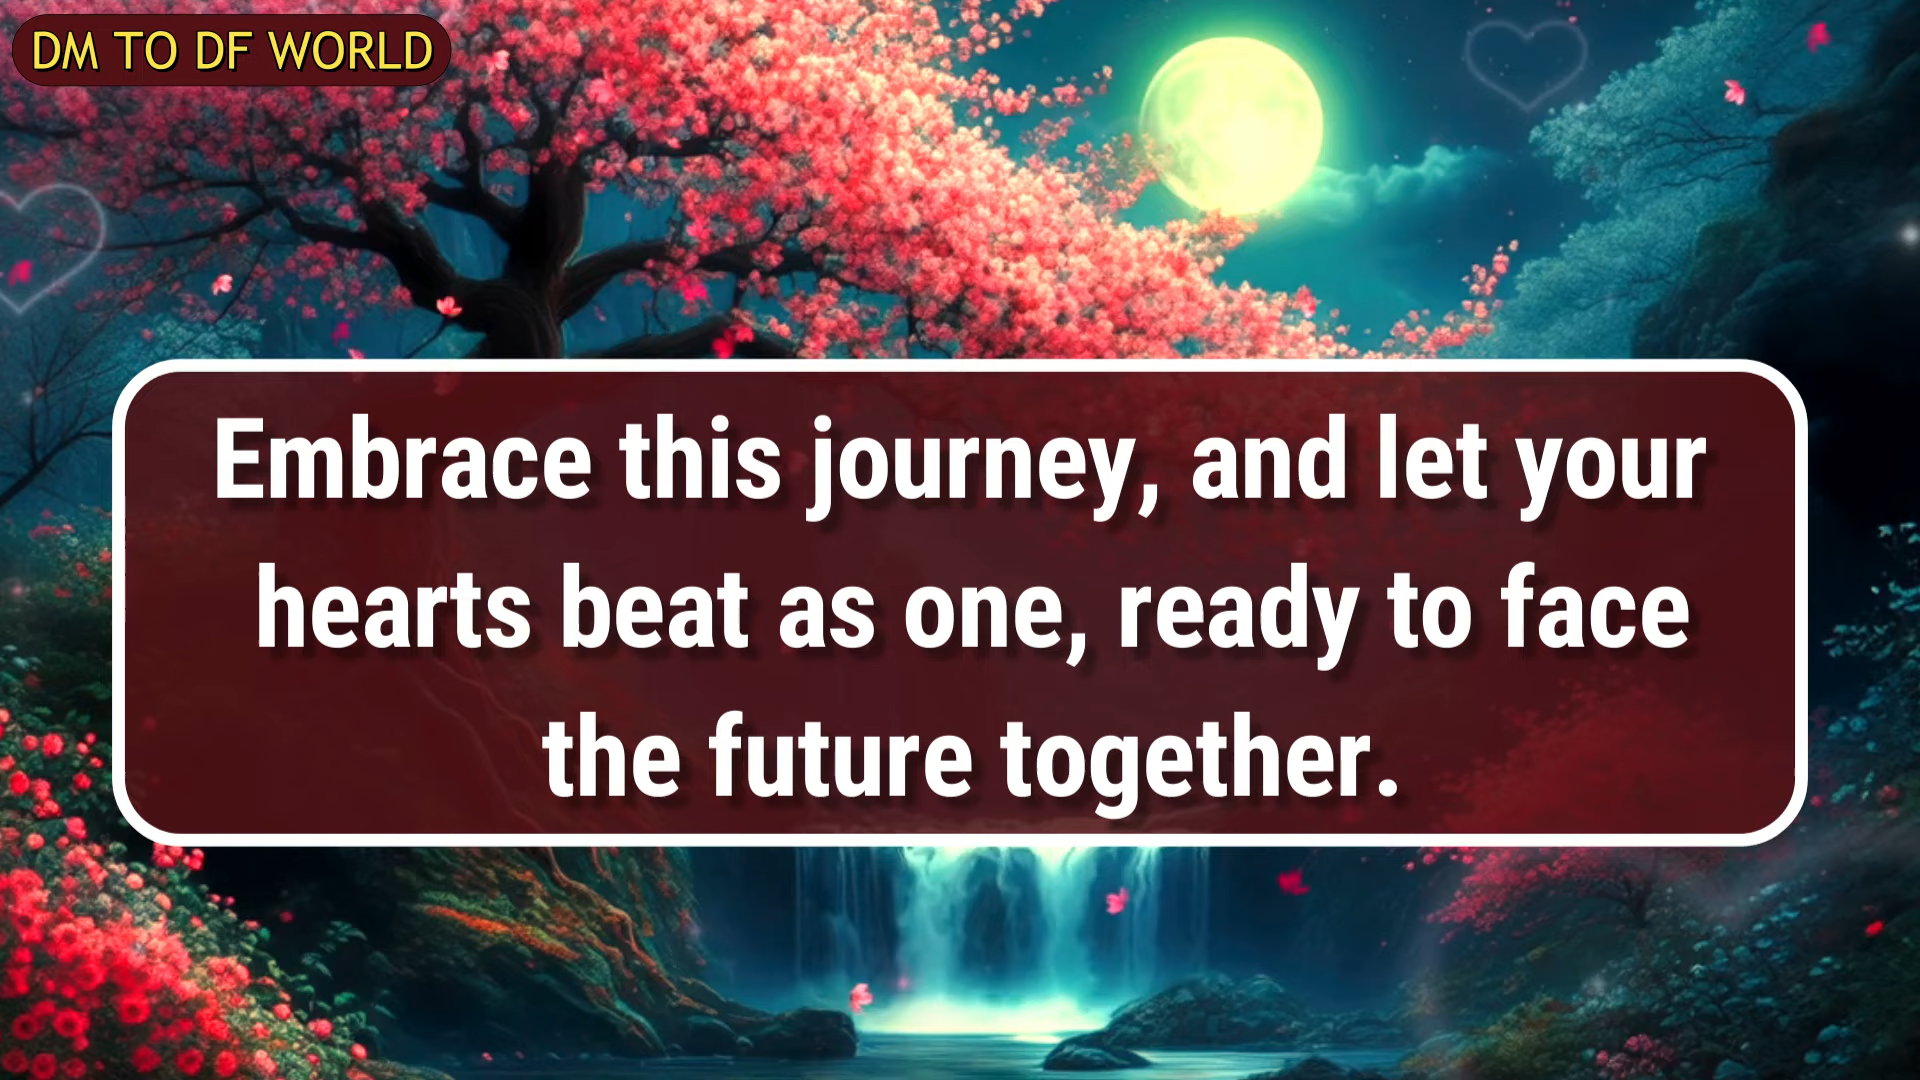 DM TO DF WORLD
Embrace this journey, and let your
hearts beat as one, ready to face
the future together.